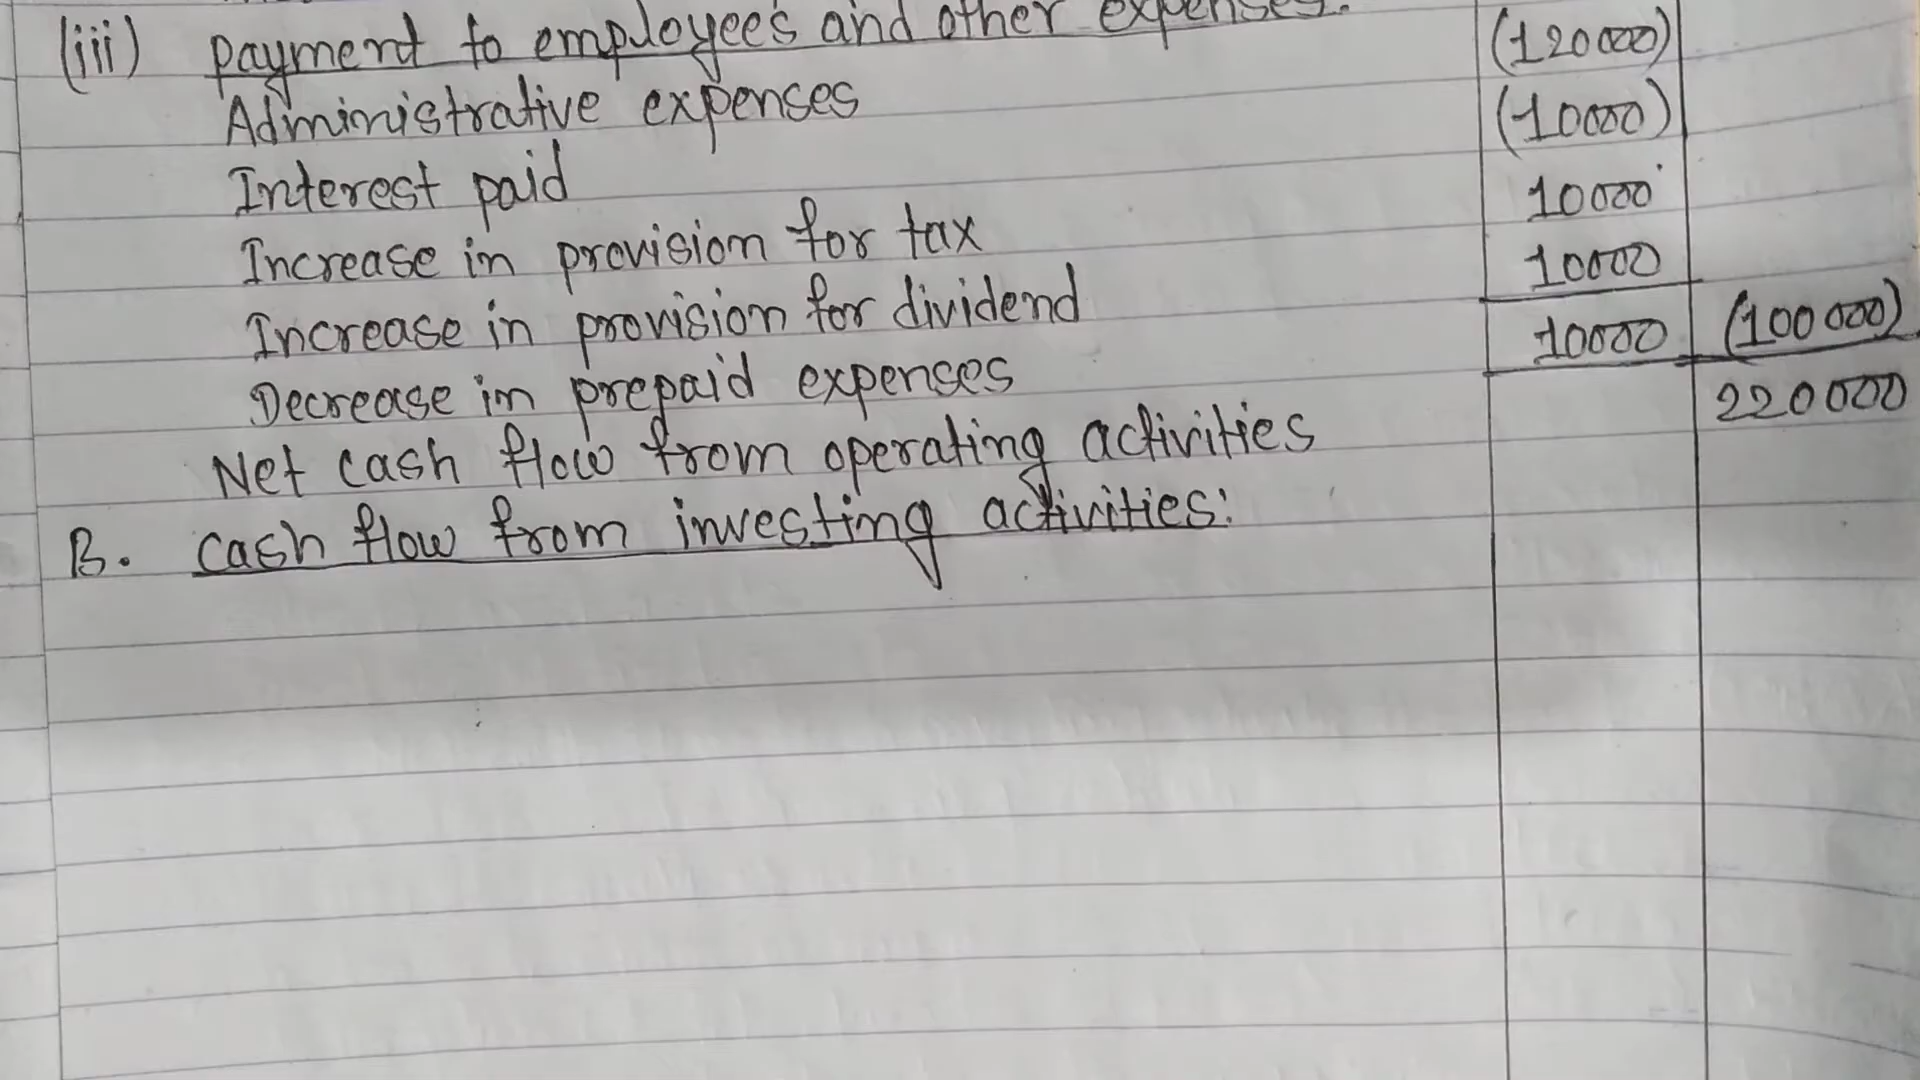 (iii) payment to employees and other expenses.
Administrative expenses (120000)
Interest paid (10000)
Increase in provision for tax 10000
Increase in provision for dividend 10000
Decrease in prepaid expenses 10000 (100000)
Net cash flow from operating activities 220000
B. cash flow from investing activities: